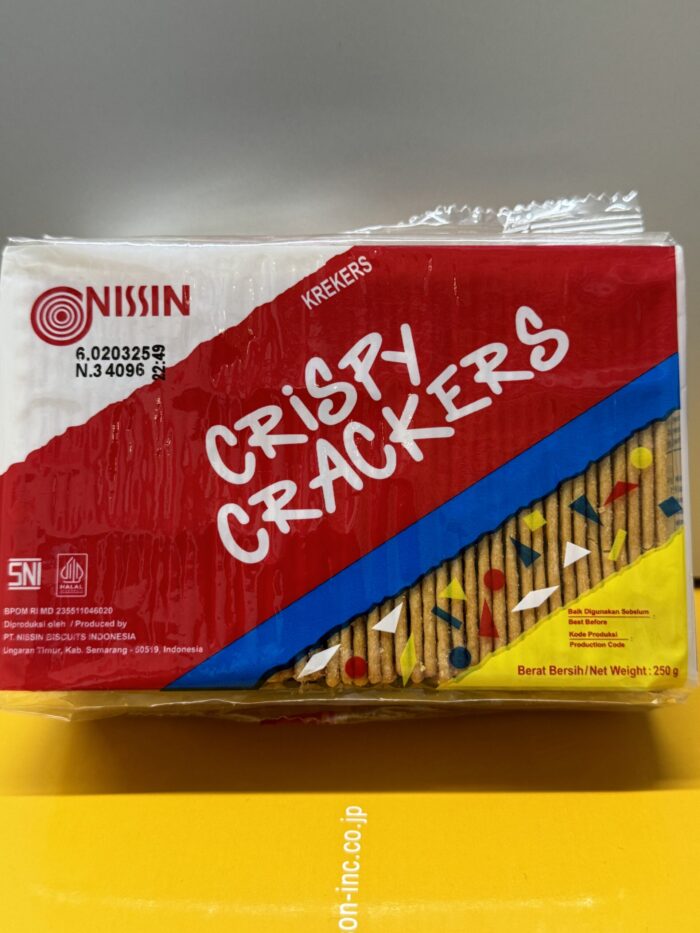 NISSIN
6.020325S
N.3 4096
22:49
KREKERS
CRiSPY
CRACKERS
SNI
HALAL
BPOM RI MD 235511046020
Diproduksi oleh / Produced by
PT. NISSIN BISCUITS INDONESIA
Ungaran Timur, Kab. Semarang - 50519, Indonesia
Baik Digunakan Sebelum :
Best Before
Kode Produksi :
Production Code
Berat Bersih/Net Weight : 250 g
on-inc.co.jp